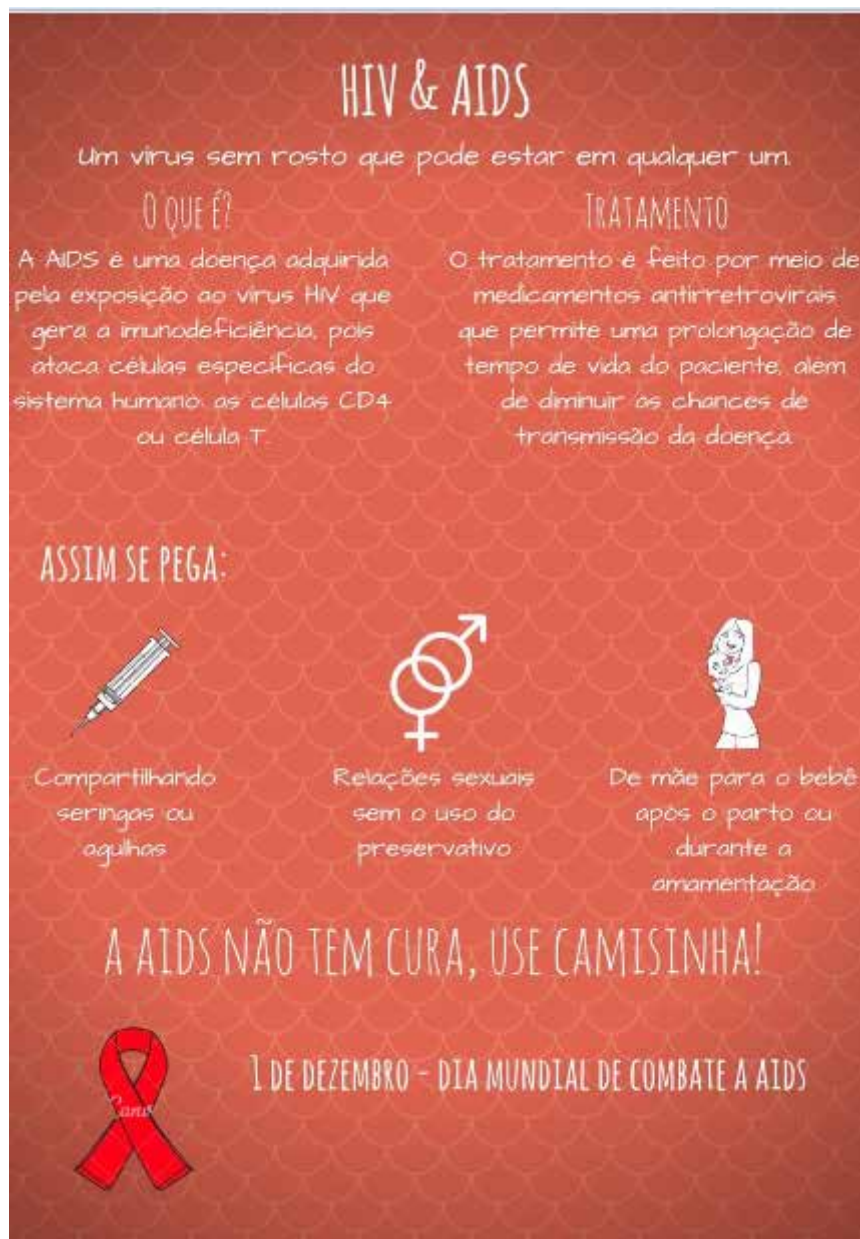 HIV & AIDS
Um vírus sem rosto que pode estar em qualquer um.
O que é?
A AIDS é uma doença adquirida
pela exposição ao vírus HIV que
gera a imunodeficiência, pois
ataca células específicas do
sistema humano: as células CD4
ou célula T.
Tratamento
O tratamento é feito por meio de
medicamentos antirretrovirais
que permite uma prolongação de
tempo de vida do paciente, além
de diminuir as chances de
transmissão da doença.
Assim se pega:
Compartilhando
seringas ou
agulhas
Relações sexuais
sem o uso do
preservativo
De mãe para o bebê
após o parto ou
durante a
amamentação
A AIDS não tem cura, use camisinha!
Canva
1 de dezembro - dia mundial de combate a aids